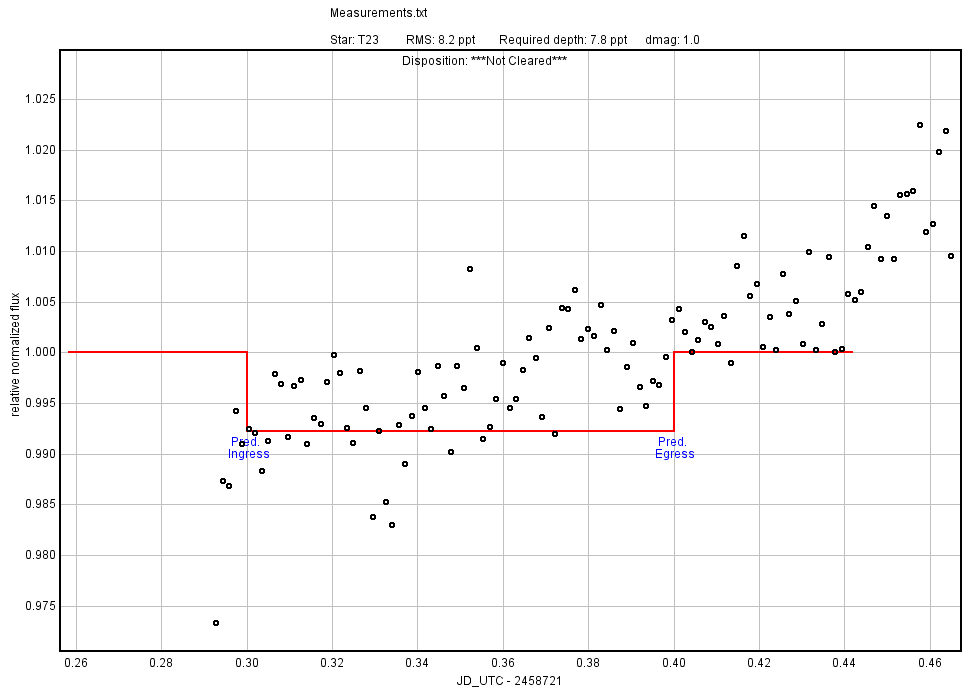 Measurements.txt
Star: T23 RMS: 8.2 ppt Required depth: 7.8 ppt dmag: 1.0
Disposition: ***Not Cleared***
1.025
1.020
1.015
1.010
1.005
1.000
0.995
0.990
0.985
0.980
0.975
relative normalized flux
Pred.
Ingress
Pred.
Egress
0.26 0.28 0.30 0.32 0.34 0.36 0.38 0.40 0.42 0.44 0.46
JD_UTC - 2458721